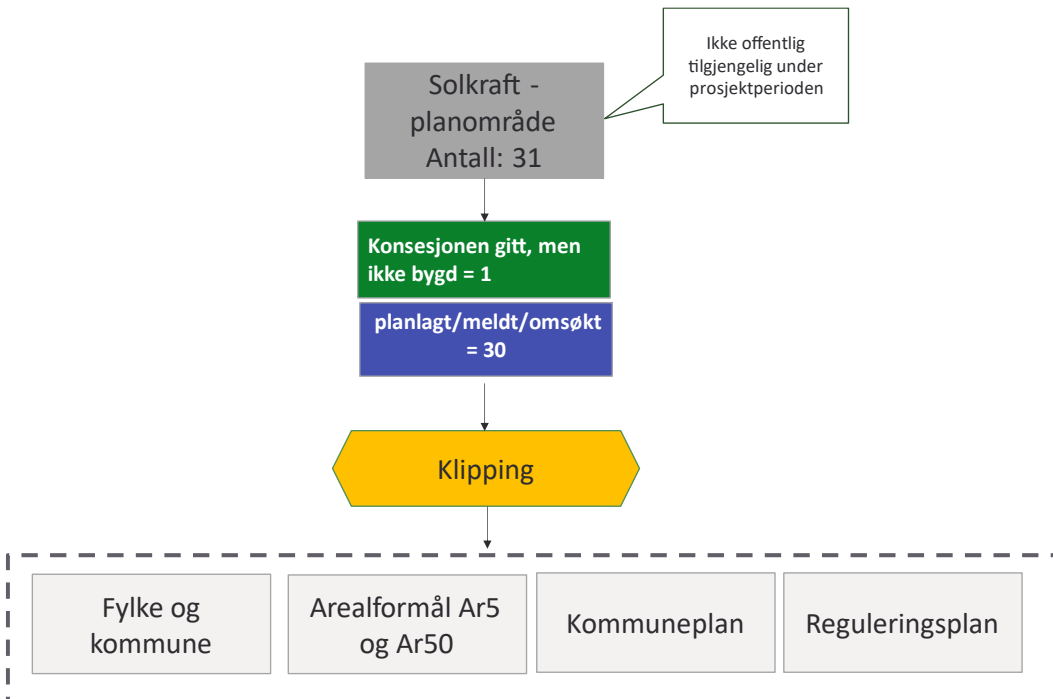 Ikke offentlig
tilgjengelig under
prosjektperioden
Solkraft -
planområde
Antall: 31
Konsesjonen gitt, men
ikke bygd = 1
planlagt/meldt/omsøkt
= 30
Klipping
Fylke og
kommune
Arealformål Ar5
og Ar50
Kommuneplan
Reguleringsplan